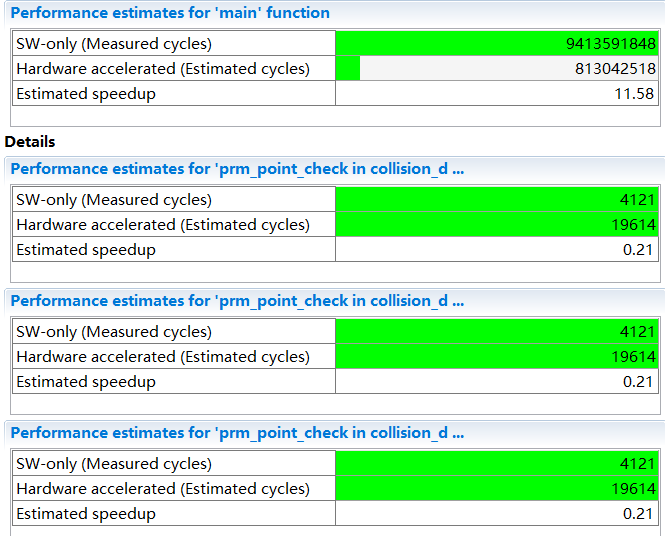 Performance estimates for 'main' function
SW-only (Measured cycles) 9413591848
Hardware accelerated (Estimated cycles) 813042518
Estimated speedup 11.58
Details
Performance estimates for 'prm_point_check in collision_d ...
SW-only (Measured cycles) 4121
Hardware accelerated (Estimated cycles) 19614
Estimated speedup 0.21
Performance estimates for 'prm_point_check in collision_d ...
SW-only (Measured cycles) 4121
Hardware accelerated (Estimated cycles) 19614
Estimated speedup 0.21
Performance estimates for 'prm_point_check in collision_d ...
SW-only (Measured cycles) 4121
Hardware accelerated (Estimated cycles) 19614
Estimated speedup 0.21